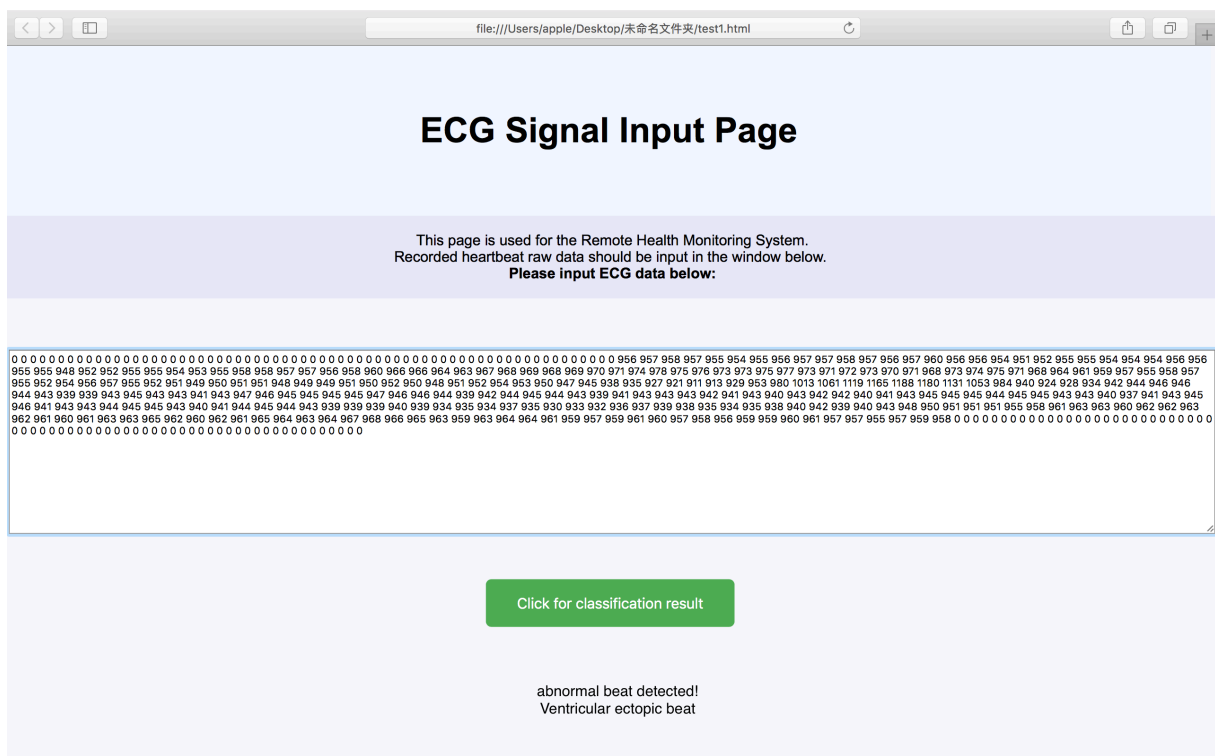 file:///Users/apple/Desktop/未命名文件夹/test1.html
ECG Signal Input Page
This page is used for the Remote Health Monitoring System.
Recorded heartbeat raw data should be input in the window below.
Please input ECG data below:
0 0 0 0 0 0 0 0 0 0 0 0 0 0 0 0 0 0 0 0 0 0 0 0 0 0 0 0 0 0 0 0 0 0 0 0 0 0 0 0 0 0 0 0 0 0 0 0 0 0 0 0 0 0 0 0 0 0 0 0 0 0 0 0 0 956 957 958 957 955 954 955 956 957 957 958 957 956 957 960 956 956 954 951 952 955 955 954 954 954 956 956
955 955 948 952 952 955 955 954 953 955 958 958 957 957 956 958 960 966 966 964 963 967 968 969 968 969 970 971 974 978 975 976 973 973 975 977 973 971 972 973 970 971 968 973 974 975 971 968 964 961 959 957 955 958 957
955 952 954 956 957 955 952 951 949 950 951 951 948 949 949 951 950 952 950 948 951 952 954 953 950 947 945 938 935 927 921 911 913 929 953 980 1013 1061 1119 1165 1188 1180 1131 1053 984 940 924 928 934 942 944 946 946
944 943 939 939 943 945 943 943 941 943 947 946 945 945 945 945 947 946 946 944 939 942 944 945 944 943 939 941 943 943 943 942 941 943 940 943 942 942 940 941 943 945 945 945 945 944 945 945 943 943 940 937 941 943 945
946 941 943 943 944 945 945 943 940 941 944 945 944 943 939 939 939 940 939 934 935 934 937 935 930 933 932 936 937 939 938 935 934 935 938 940 942 939 940 943 948 950 951 951 951 955 958 961 963 963 960 962 962 963
962 961 960 961 963 963 965 962 960 962 961 965 964 963 964 967 968 966 965 963 959 963 964 964 961 959 957 959 961 960 957 958 956 959 959 960 961 957 957 955 957 959 958 0 0 0 0 0 0 0 0 0 0 0 0 0 0 0 0 0 0 0 0 0 0 0 0 0 0 0 0
0 0 0 0 0 0 0 0 0 0 0 0 0 0 0 0 0 0 0 0 0 0 0 0 0 0 0 0 0 0 0 0 0 0 0 0 0 0
Click for classification result
abnormal beat detected!
Ventricular ectopic beat